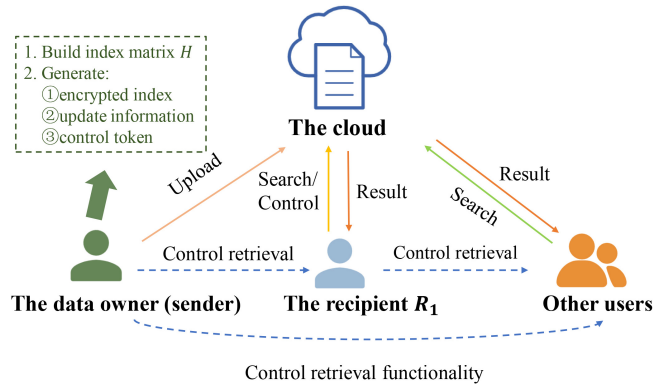 1. Build index matrix H
2. Generate:
①encrypted index
②update information
③control token
The cloud
Upload
Search/
Control
Result
Result
Search
Control retrieval
Control retrieval
The data owner (sender)
The recipient R₁
Other users
Control retrieval functionality